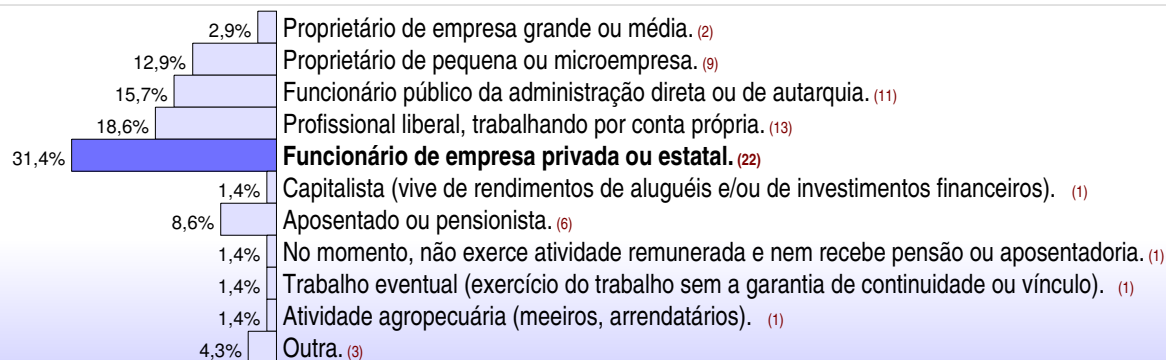 2,9% Proprietário de empresa grande ou média. (2)
12,9% Proprietário de pequena ou microempresa. (9)
15,7% Funcionário público da administração direta ou de autarquia. (11)
18,6% Profissional liberal, trabalhando por conta própria. (13)
31,4% Funcionário de empresa privada ou estatal. (22)
1,4% Capitalista (vive de rendimentos de aluguéis e/ou de investimentos financeiros). (1)
8,6% Aposentado ou pensionista. (6)
1,4% No momento, não exerce atividade remunerada e nem recebe pensão ou aposentadoria. (1)
1,4% Trabalho eventual (exercício do trabalho sem a garantia de continuidade ou vínculo). (1)
1,4% Atividade agropecuária (meeiros, arrendatários). (1)
4,3% Outra. (3)